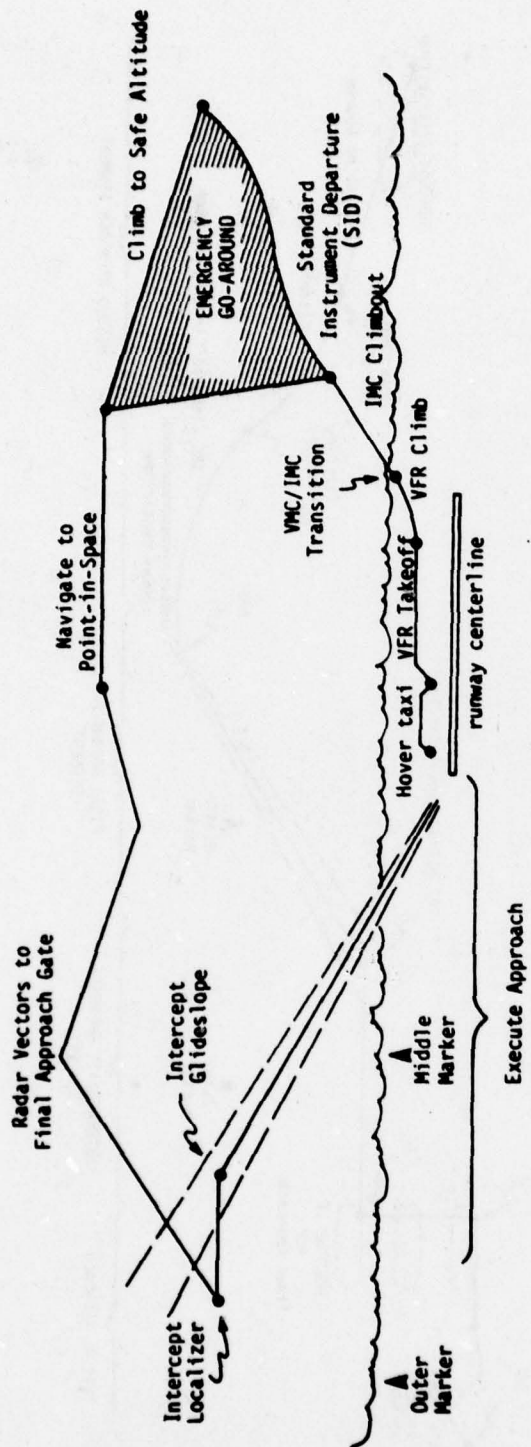 Radar Vectors to
Final Approach Gate
Navigate to
Point-in-Space
Climb to Safe Altitude
EMERGENCY
GO-AROUND
Intercept
Glideslope
Intercept
Localizer
Standard
Instrument Departure
(SID)
VMC/IMC
Transition
IMC Climbout
VFR Climb
Hover taxi
VFR Takeoff
Outer
Marker
Middle
Marker
runway centerline
Execute Approach